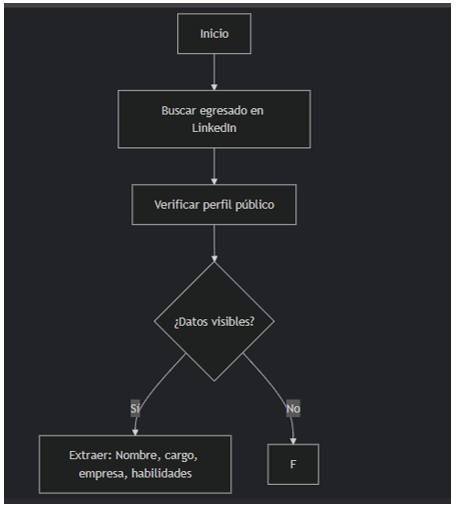 Inicio
Buscar egresado en
LinkedIn
Verificar perfil público
¿Datos visibles?
Sí
No
Extraer: Nombre, cargo,
empresa, habilidades
F